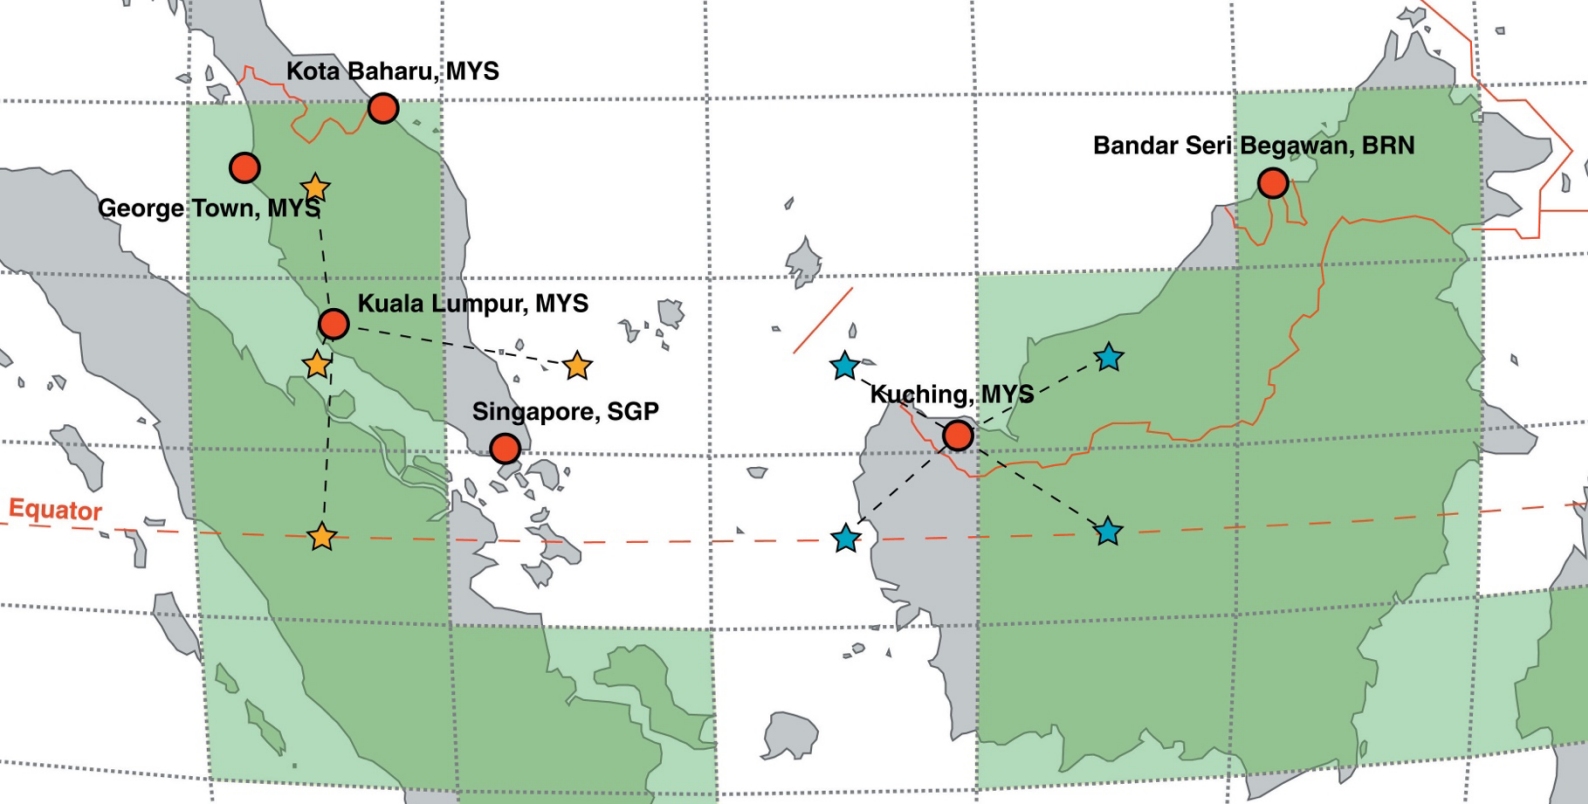 Kota Baharu, MYS
Bandar Seri Begawan, BRN
George Town, MYS
Kuala Lumpur, MYS
Kuching, MYS
Singapore, SGP
Equator